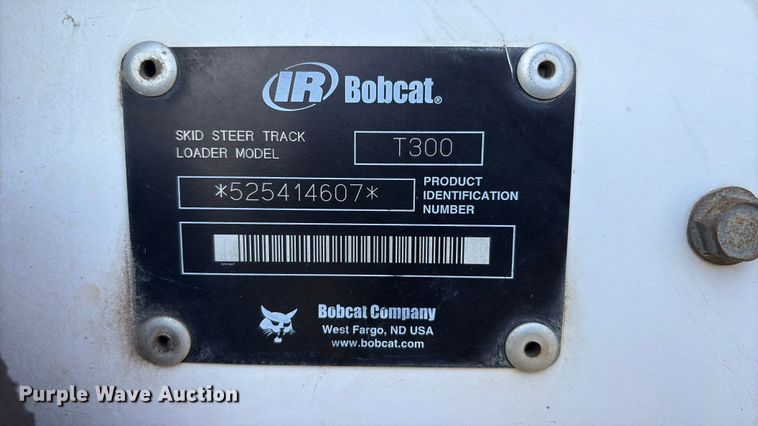 IR Bobcat®
SKID STEER TRACK
LOADER MODEL
T300
*525414607*
PRODUCT
IDENTIFICATION
NUMBER
Bobcat Company
West Fargo, ND USA
www.bobcat.com
Purple Wave Auction